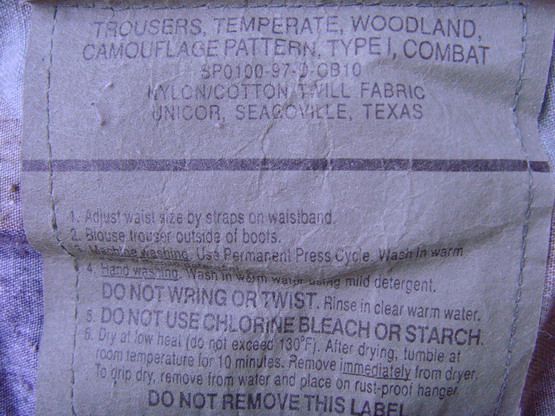 TROUSERS, TEMPERATE, WOODLAND,
CAMOUFLAGE PATTERN, TYPE I, COMBAT
SP0100-97-D-CB10
NYLON/COTTON TWILL FABRIC
UNICOR, SEAGOVILLE, TEXAS
1. Adjust waist size by straps on waistband.
2. Blouse trouser outside of boots.
3. Machine washing. Use Permanent Press Cycle. Wash in warm
4. Hand washing. Wash in warm water using mild detergent.
DO NOT WRING OR TWIST. Rinse in clear warm water.
5. DO NOT USE CHLORINE BLEACH OR STARCH.
6. Dry at low heat (do not exceed 130°F). After drying, tumble at
room temperature for 10 minutes. Remove immediately from dryer.
To drip dry, remove from water and place on rust-proof hanger
DO NOT REMOVE THIS LABEL